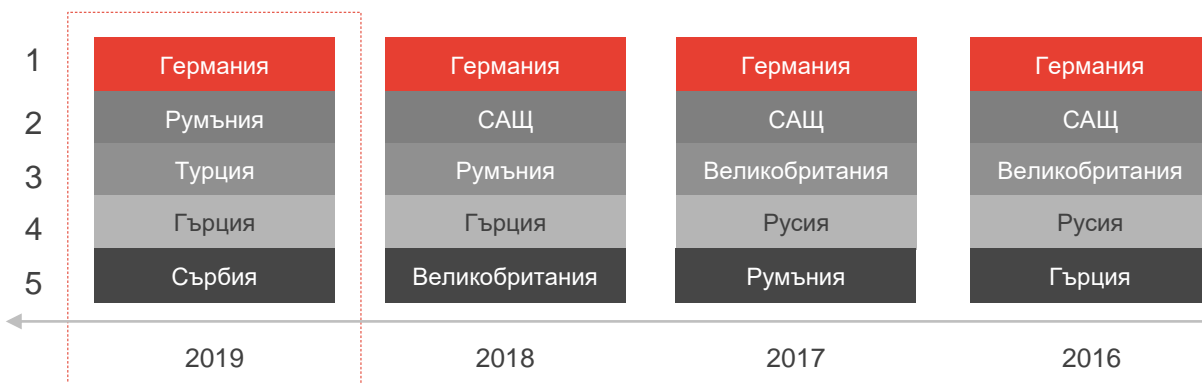 1 Германия Германия Германия Германия
2 Румъния САЩ САЩ САЩ
3 Турция Румъния Великобритания Великобритания
4 Гърция Гърция Русия Русия
5 Сърбия Великобритания Румъния Гърция
2019 2018 2017 2016